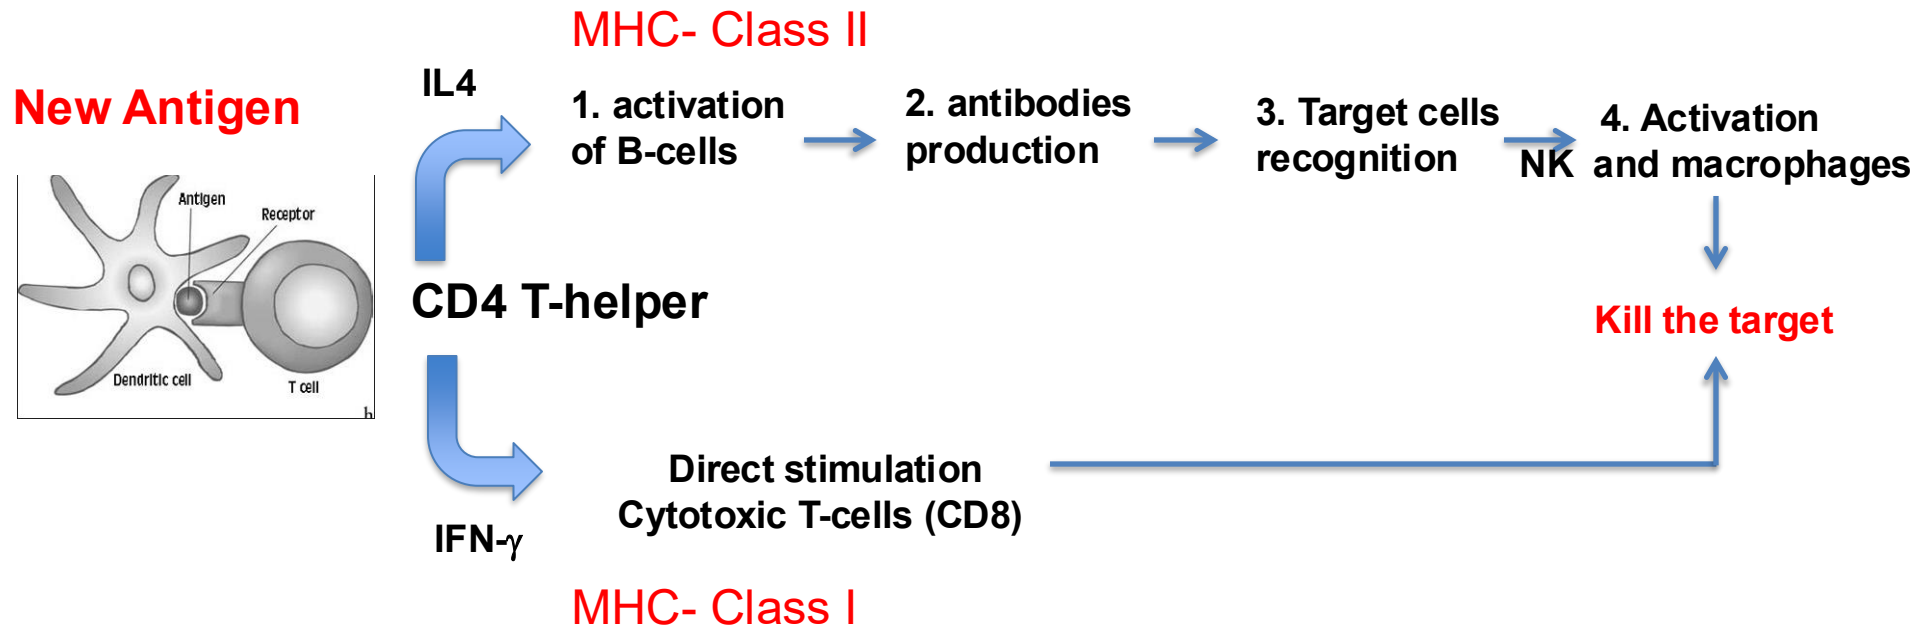 MHC- Class II
New Antigen
IL4
1. activation
of B-cells
2. antibodies
production
3. Target cells
recognition
4. Activation
NK and macrophages
Antigen
Receptor
Dendritic cell
T cell
h
CD4 T-helper
Kill the target
Direct stimulation
Cytotoxic T-cells (CD8)
IFN-γ
MHC- Class I